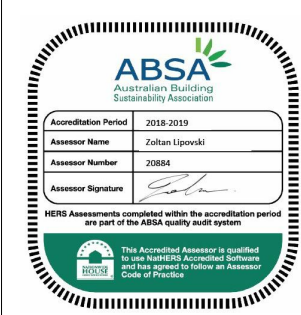 ABSA
Australian Building
Sustainability Association
Accreditation Period 2018-2019
Assessor Name Zoltan Lipovski
Assessor Number 20884
Assessor Signature
HERS Assessments completed within the accreditation period
are part of the ABSA quality audit system
This Accredited Assessor is qualified
to use NatHERS Accredited Software
and has agreed to follow an Assessor
Code of Practice
HOUSE